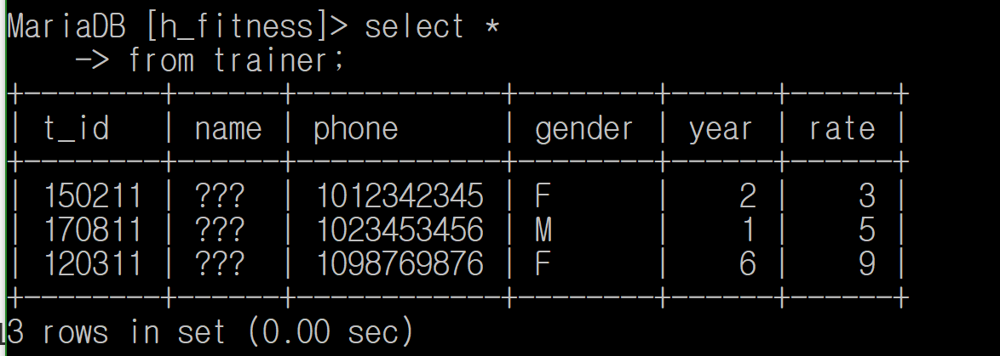 MariaDB [h_fitness]> select *
    -> from trainer;
+--------+------+------------+--------+------+------+
| t_id   | name | phone      | gender | year | rate |
+--------+------+------------+--------+------+------+
| 150211 | ???  | 1012342345 | F      |    2 |    3 |
| 170811 | ???  | 1023453456 | M      |    1 |    5 |
| 120311 | ???  | 1098769876 | F      |    6 |    9 |
+--------+------+------------+--------+------+------+
3 rows in set (0.00 sec)